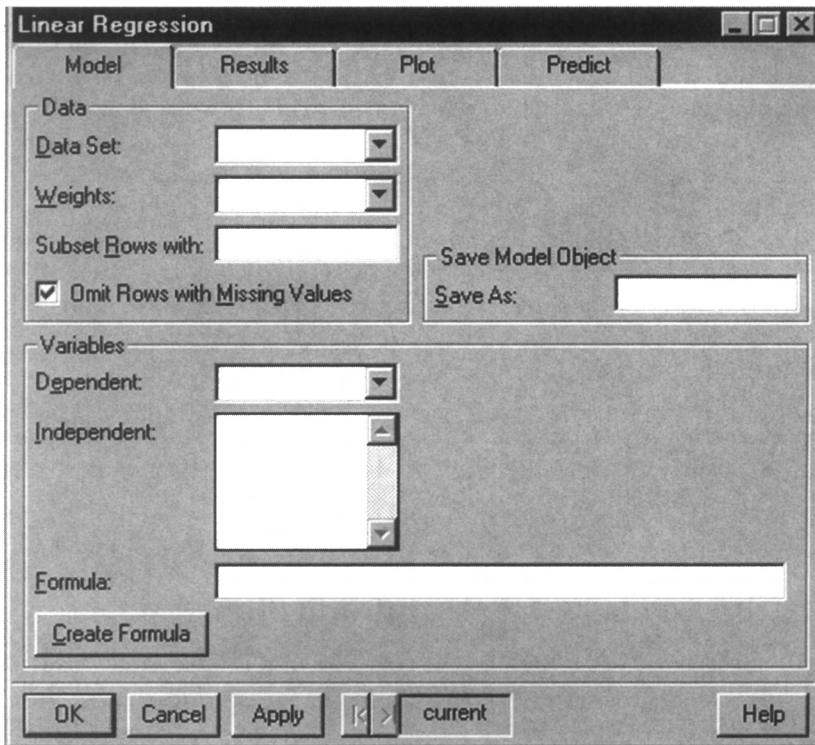 Linear Regression
Model Results Plot Predict
Data
Data Set:
Weights:
Subset Rows with:
Omit Rows with Missing Values
Save Model Object
Save As:
Variables
Dependent:
Independent:
Formula:
Create Formula
OK Cancel Apply current Help